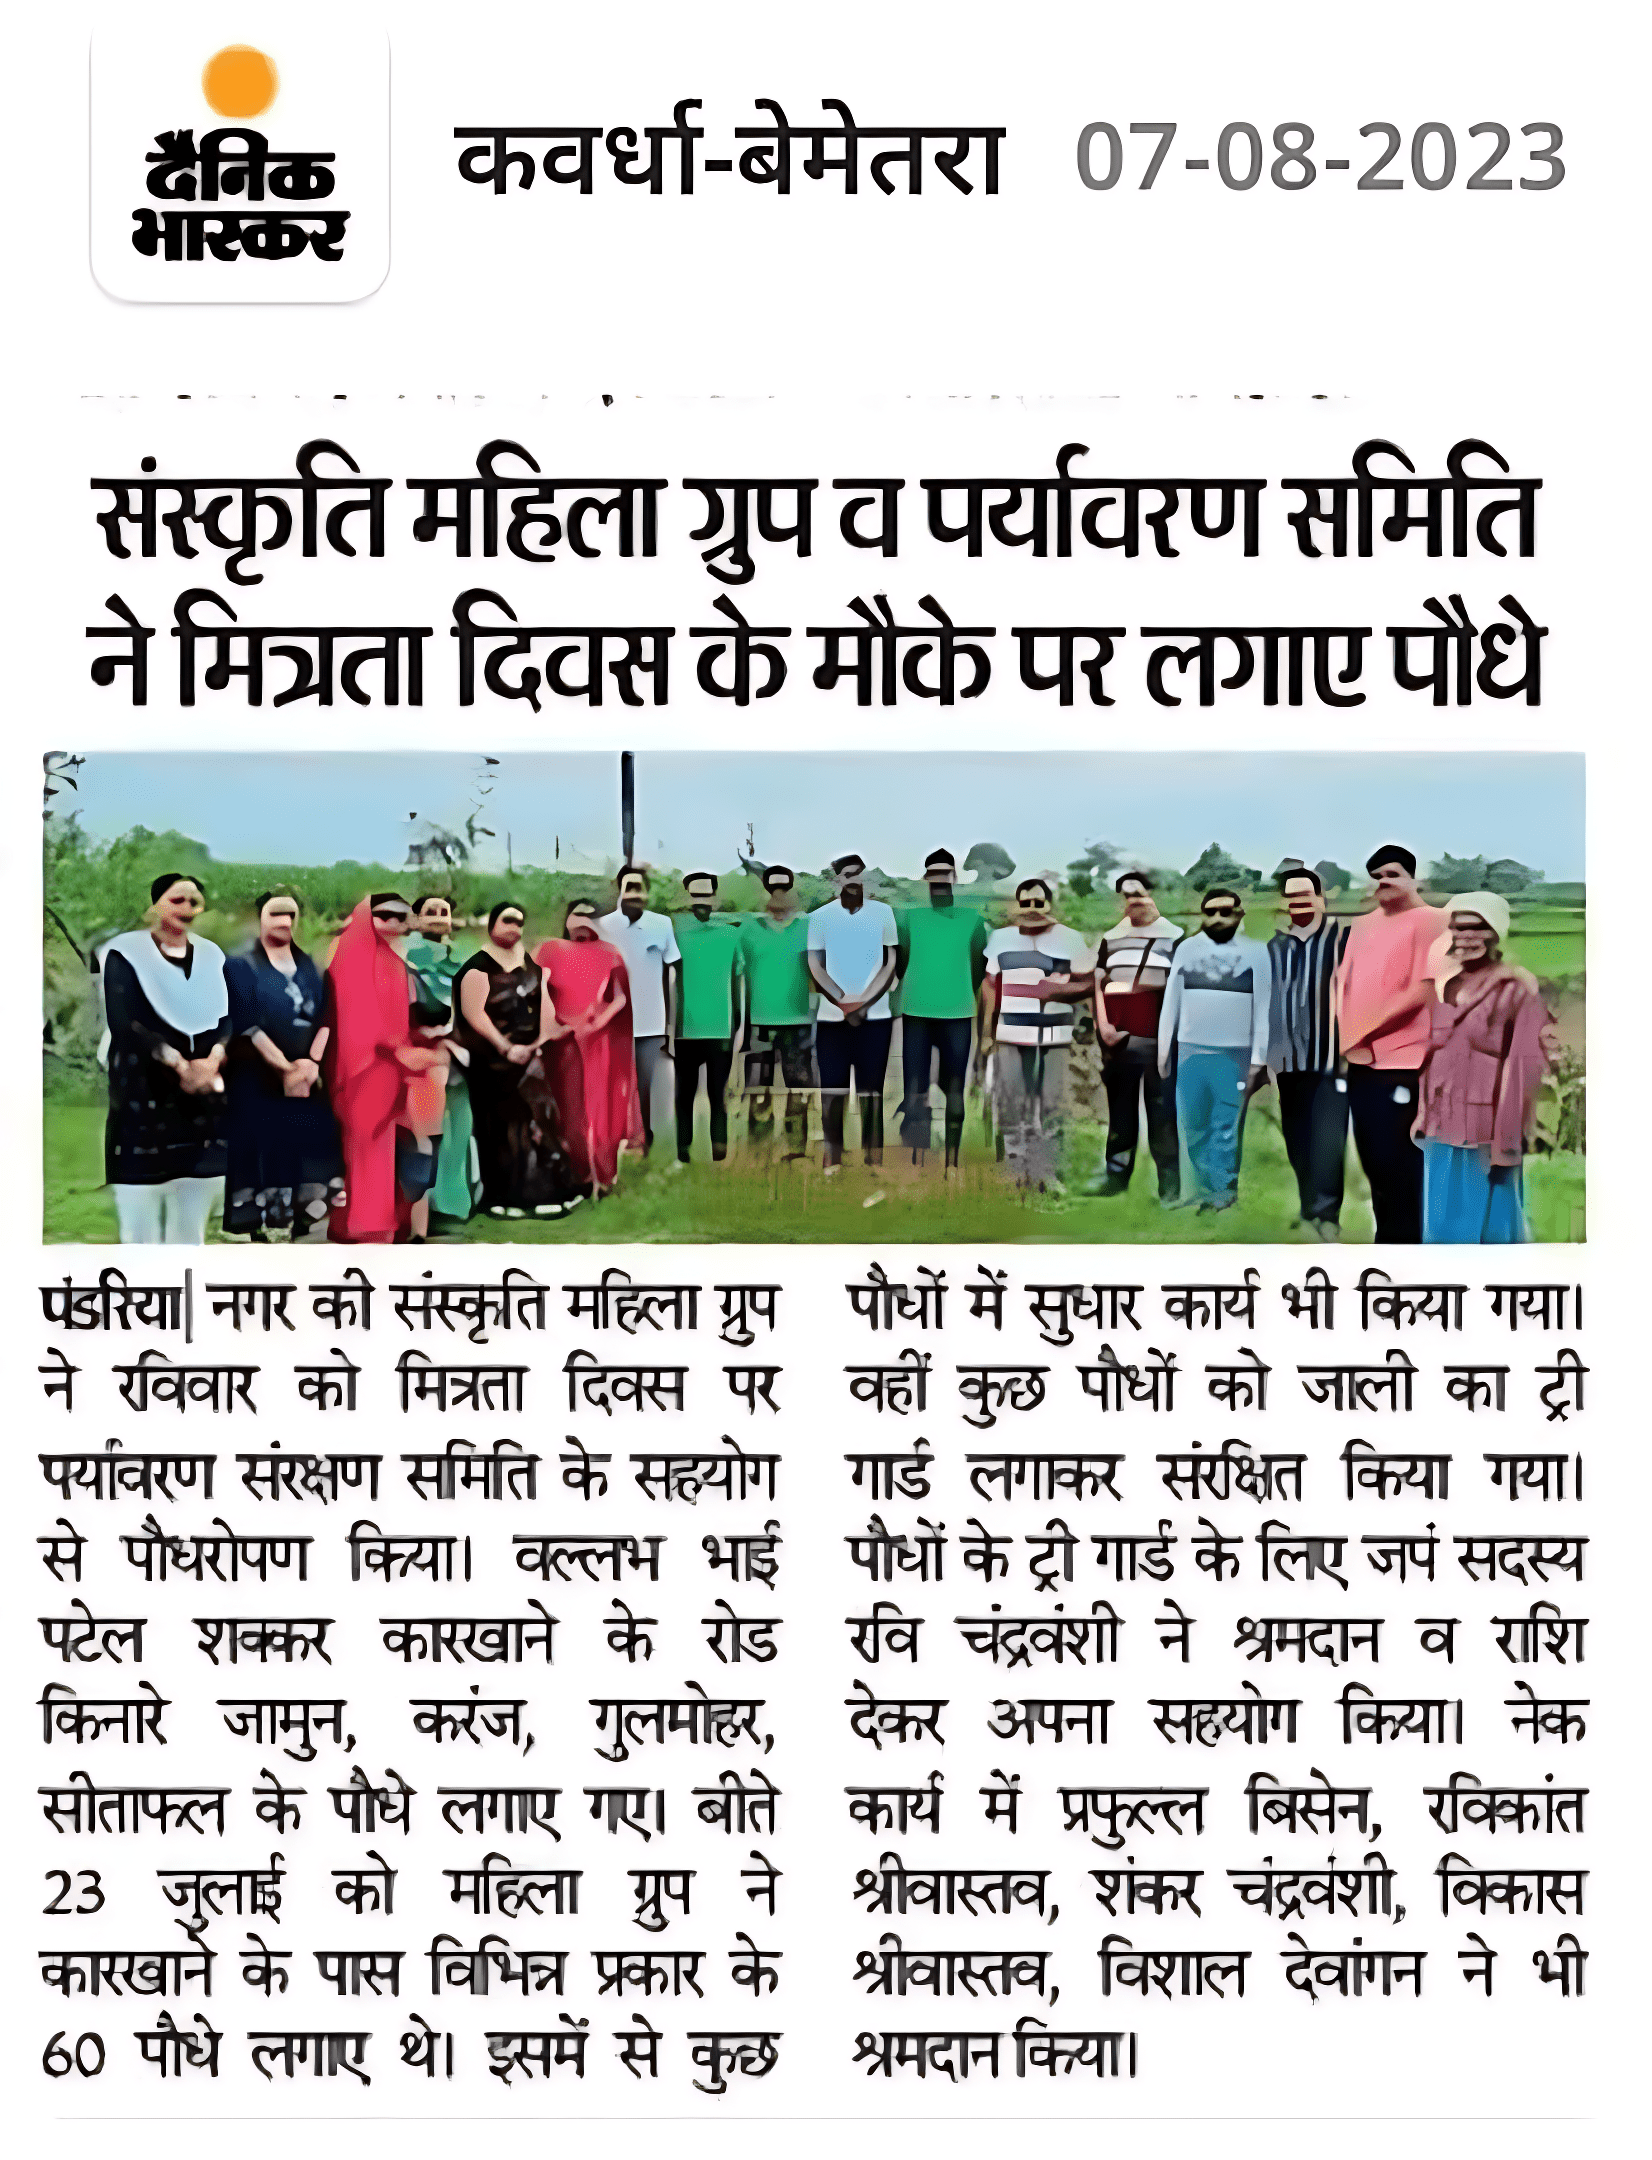 दैनिक
भास्कर
कवर्धा-बेमेतरा 07-08-2023
संस्कृति महिला ग्रुप व पर्यावरण समिति
ने मित्रता दिवस के मौके पर लगाए पौधे
पंडरिया| नगर की संस्कृति महिला ग्रुप
ने रविवार को मित्रता दिवस पर
पर्यावरण संरक्षण समिति के सहयोग
से पौधरोपण किया। वल्लभ भाई
पटेल शक्कर कारखाने के रोड
किनारे जामुन, करंज, गुलमोहर,
सीताफल के पौधे लगाए गए। बीते
23 जुलाई को महिला ग्रुप ने
कारखाने के पास विभिन्न प्रकार के
60 पौधे लगाए थे। इसमें से कुछ
पौधों में सुधार कार्य भी किया गया।
वहीं कुछ पौधों को जाली का ट्री
गार्ड लगाकर संरक्षित किया गया।
पौधों के ट्री गार्ड के लिए जपं सदस्य
रवि चंद्रवंशी ने श्रमदान व राशि
देकर अपना सहयोग किया। नेक
कार्य में प्रफुल्ल बिसेन, रविकांत
श्रीवास्तव, शंकर चंद्रवंशी, विकास
श्रीवास्तव, विशाल देवांगन ने भी
श्रमदान किया।